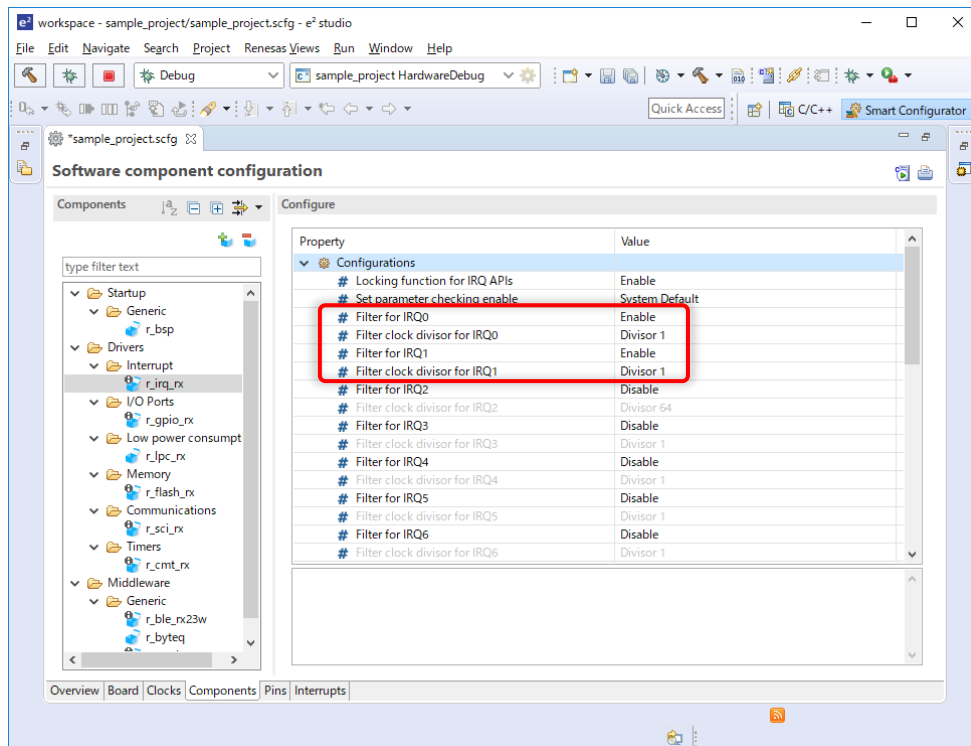 workspace - sample_project/sample_project.scfg - e² studio
File Edit Navigate Search Project Renesas Views Run Window Help
Debug sample_project HardwareDebug
Quick Access C/C++ Smart Configurator
*sample_project.scfg
Software component configuration
Components
Configure
type filter text
Startup
Generic
r_bsp
Drivers
Interrupt
r_irq_rx
I/O Ports
r_gpio_rx
Low power consumpt
r_lpc_rx
Memory
r_flash_rx
Communications
r_sci_rx
Timers
r_cmt_rx
Middleware
Generic
r_ble_rx23w
r_byteq
Property Value
Configurations
# Locking function for IRQ APIs Enable
# Set parameter checking enable System Default
# Filter for IRQ0 Enable
# Filter clock divisor for IRQ0 Divisor 1
# Filter for IRQ1 Enable
# Filter clock divisor for IRQ1 Divisor 1
# Filter for IRQ2 Disable
# Filter clock divisor for IRQ2 Divisor 64
# Filter for IRQ3 Disable
# Filter clock divisor for IRQ3 Divisor 1
# Filter for IRQ4 Disable
# Filter clock divisor for IRQ4 Divisor 1
# Filter for IRQ5 Disable
# Filter clock divisor for IRQ5 Divisor 1
# Filter for IRQ6 Disable
# Filter clock divisor for IRQ6 Divisor 1
Overview Board Clocks Components Pins Interrupts